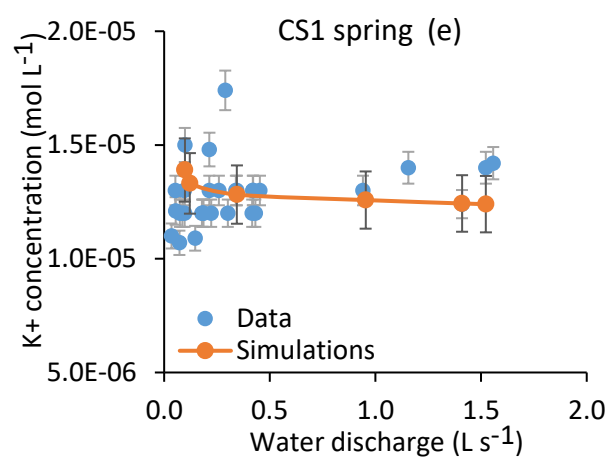 CS1 spring (e)
K+ concentration (mol L⁻¹)
2.0E-05
1.5E-05
1.0E-05
5.0E-06
Data
Simulations
0.0 0.5 1.0 1.5 2.0
Water discharge (L s⁻¹)